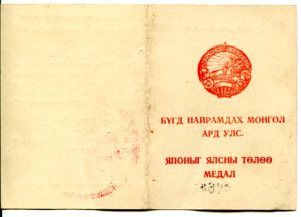 БҮГД НАЙРАМДАХ МОНГОЛ
АРД УЛС.
ЯПОНЫГ ЯЛСНЫ ТӨЛӨӨ
МЕДАЛ